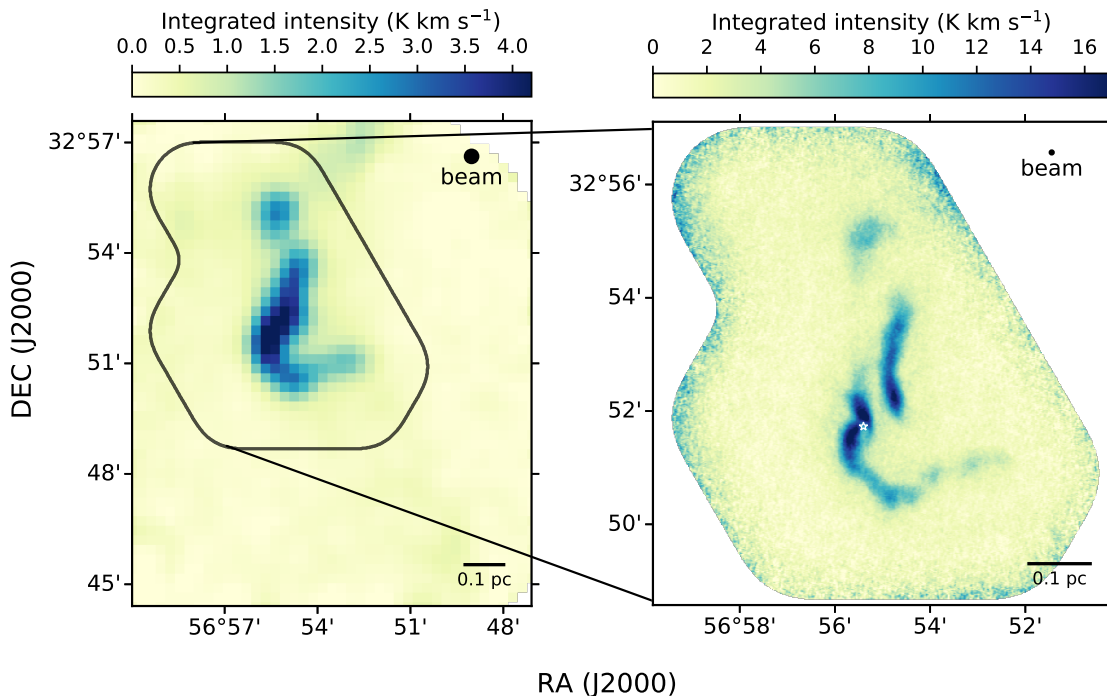 Integrated intensity (K km s⁻¹)
0.0 0.5 1.0 1.5 2.0 2.5 3.0 3.5 4.0
32°57'
54'
51'
48'
45'
DEC (J2000)
beam
0.1 pc
56°57' 54' 51' 48'
Integrated intensity (K km s⁻¹)
0 2 4 6 8 10 12 14 16
32°56'
54'
52'
50'
beam
0.1 pc
56°58' 56' 54' 52'
RA (J2000)